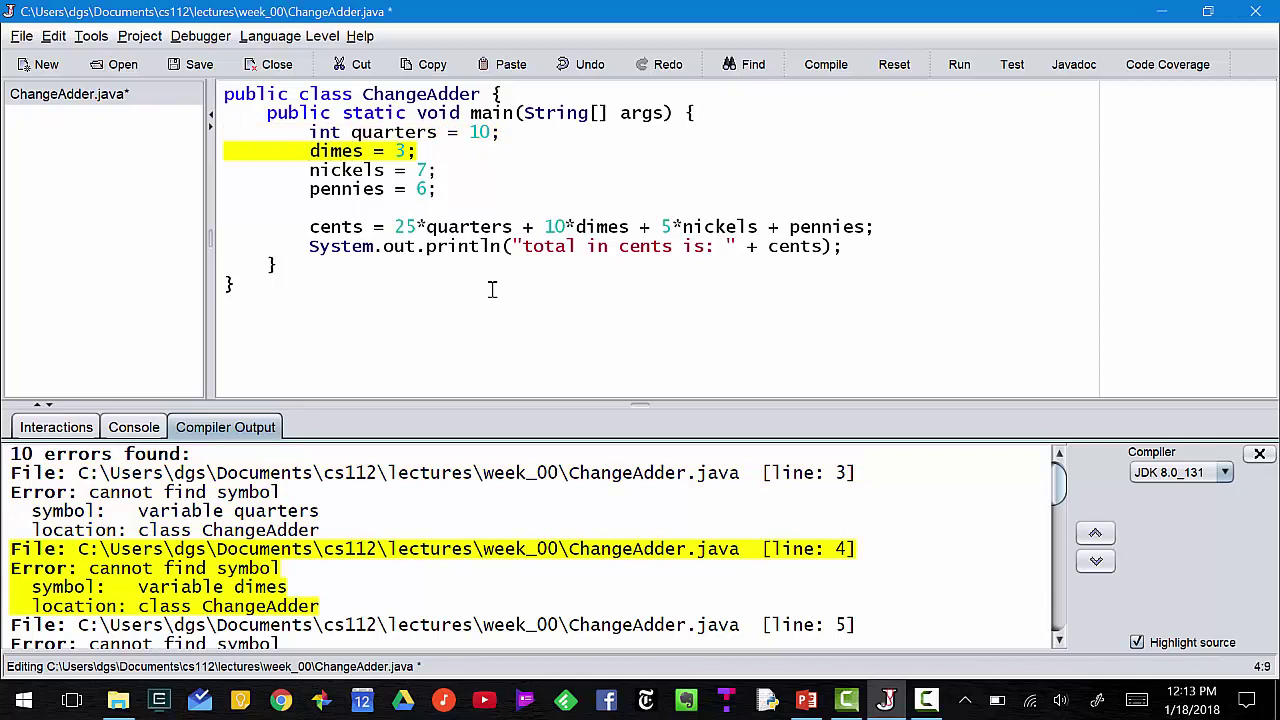 C:\Users\dgs\Documents\cs112\lectures\week_00\ChangeAdder.java *
File Edit Tools Project Debugger Language Level Help
New Open Save Close Cut Copy Paste Undo Redo Find Compile Reset Run Test Javadoc Code Coverage
ChangeAdder.java*
public class ChangeAdder {
public static void main(String[] args) {
int quarters = 10;
dimes = 3;
nickels = 7;
pennies = 6;
cents = 25*quarters + 10*dimes + 5*nickels + pennies;
System.out.println("total in cents is: " + cents);
}
}
Interactions Console Compiler Output
10 errors found:
File: C:\Users\dgs\Documents\cs112\lectures\week_00\ChangeAdder.java [line: 3]
Error: cannot find symbol
symbol: variable quarters
location: class ChangeAdder
File: C:\Users\dgs\Documents\cs112\lectures\week_00\ChangeAdder.java [line: 4]
Error: cannot find symbol
symbol: variable dimes
location: class ChangeAdder
File: C:\Users\dgs\Documents\cs112\lectures\week_00\ChangeAdder.java [line: 5]
Error: cannot find symbol
Compiler
JDK 8.0_131
Highlight source
Editing C:\Users\dgs\Documents\cs112\lectures\week_00\ChangeAdder.java *
4:9
12
T
12:13 PM
1/18/2018